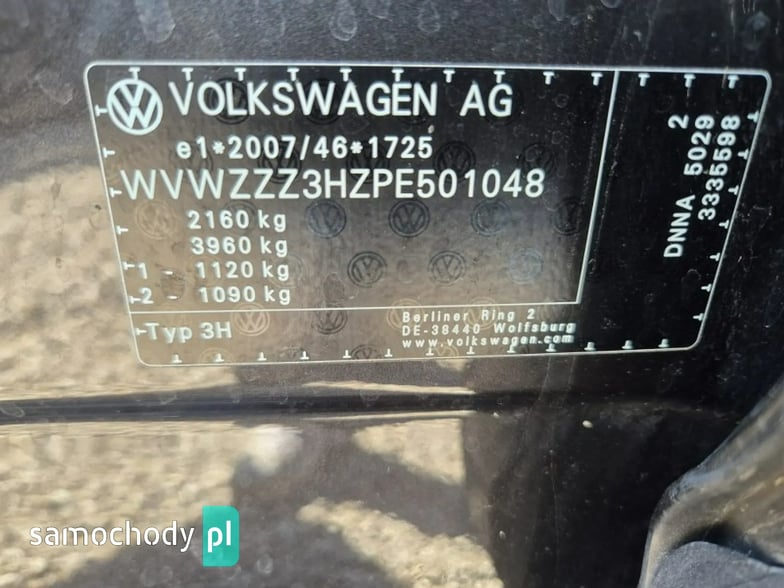 VOLKSWAGEN AG
e1*2007/46*1725
WVWZZZ3HZPE501048
2160 kg
3960 kg
1 - 1120 kg
2 - 1090 kg
Typ 3H
Berliner Ring 2
DE-38440 Wolfsburg
www.volkswagen.com
2
DNNA 5029
3335598
samochody pl